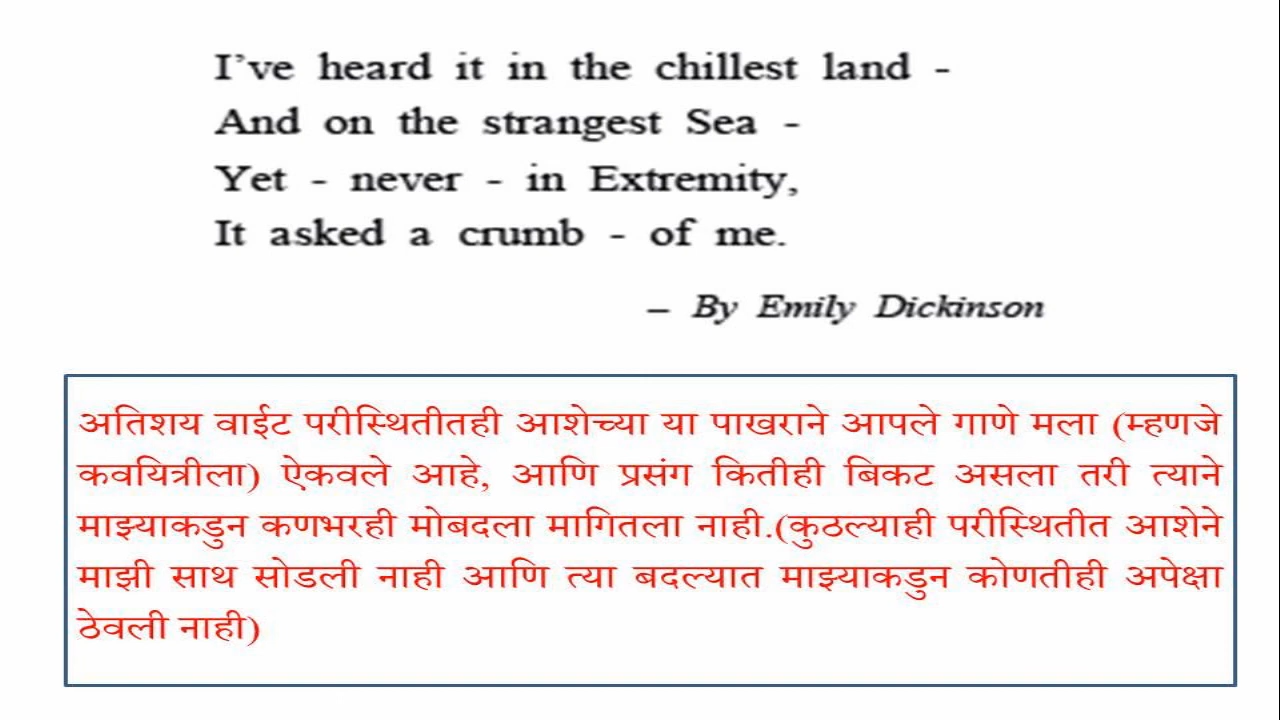 I've heard it in the chillest land -
And on the strangest Sea -
Yet - never - in Extremity,
It asked a crumb - of me.
– By Emily Dickinson
अतिशय वाईट परीस्थितीतही आशेच्या या पाखराने आपले गाणे मला (म्हणजे
कवयित्रीला) ऐकवले आहे, आणि प्रसंग कितीही बिकट असला तरी त्याने
माझ्याकडुन कणभरही मोबदला मागितला नाही.(कुठल्याही परीस्थितीत आशेने
माझी साथ सोडली नाही आणि त्या बदल्यात माझ्याकडुन कोणतीही अपेक्षा
ठेवली नाही)